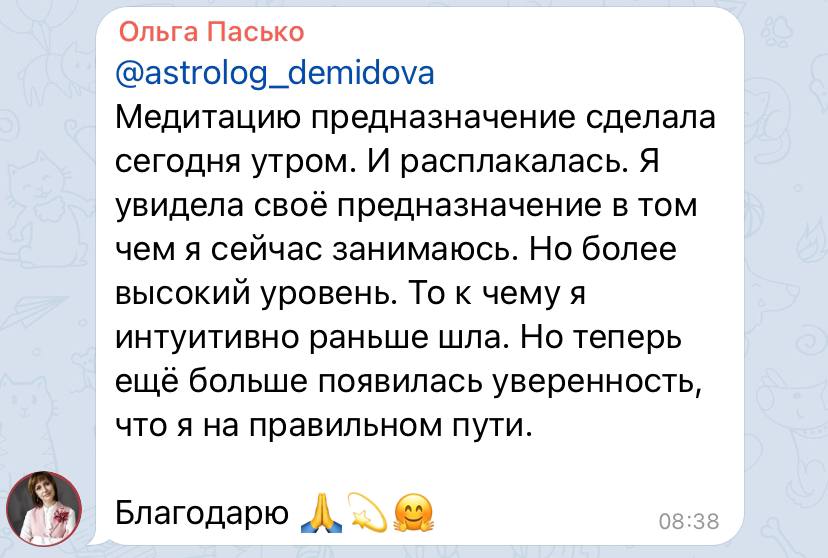 Ольга Пасько
@astrolog_demidova
Медитацию предназначение сделала
сегодня утром. И расплакалась. Я
увидела своё предназначение в том
чем я сейчас занимаюсь. Но более
высокий уровень. То к чему я
интуитивно раньше шла. Но теперь
ещё больше появилась уверенность,
что я на правильном пути.
Благодарю 🙏💫🤗
08:38